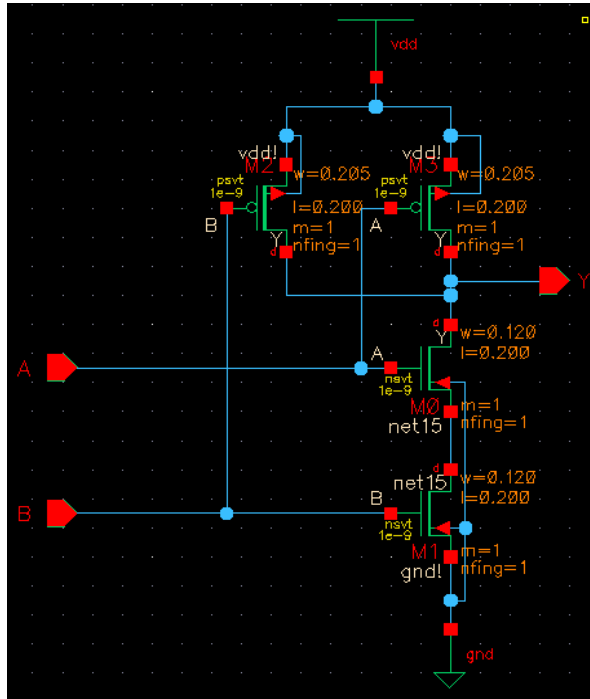 vdd
vdd!
M2
w=0.205
psvt
1e-9
l=0.200
B
m=1
Y
nfing=1
d
vdd!
M3
w=0.205
psvt
1e-9
l=0.200
A
m=1
Y
nfing=1
d
Y
d
w=0.120
Y
l=0.200
A
A
nsvt
1e-9
M0
m=1
net15
nfing=1
d
w=0.120
net15
l=0.200
B
B
nsvt
1e-9
M1
m=1
gnd!
nfing=1
gnd